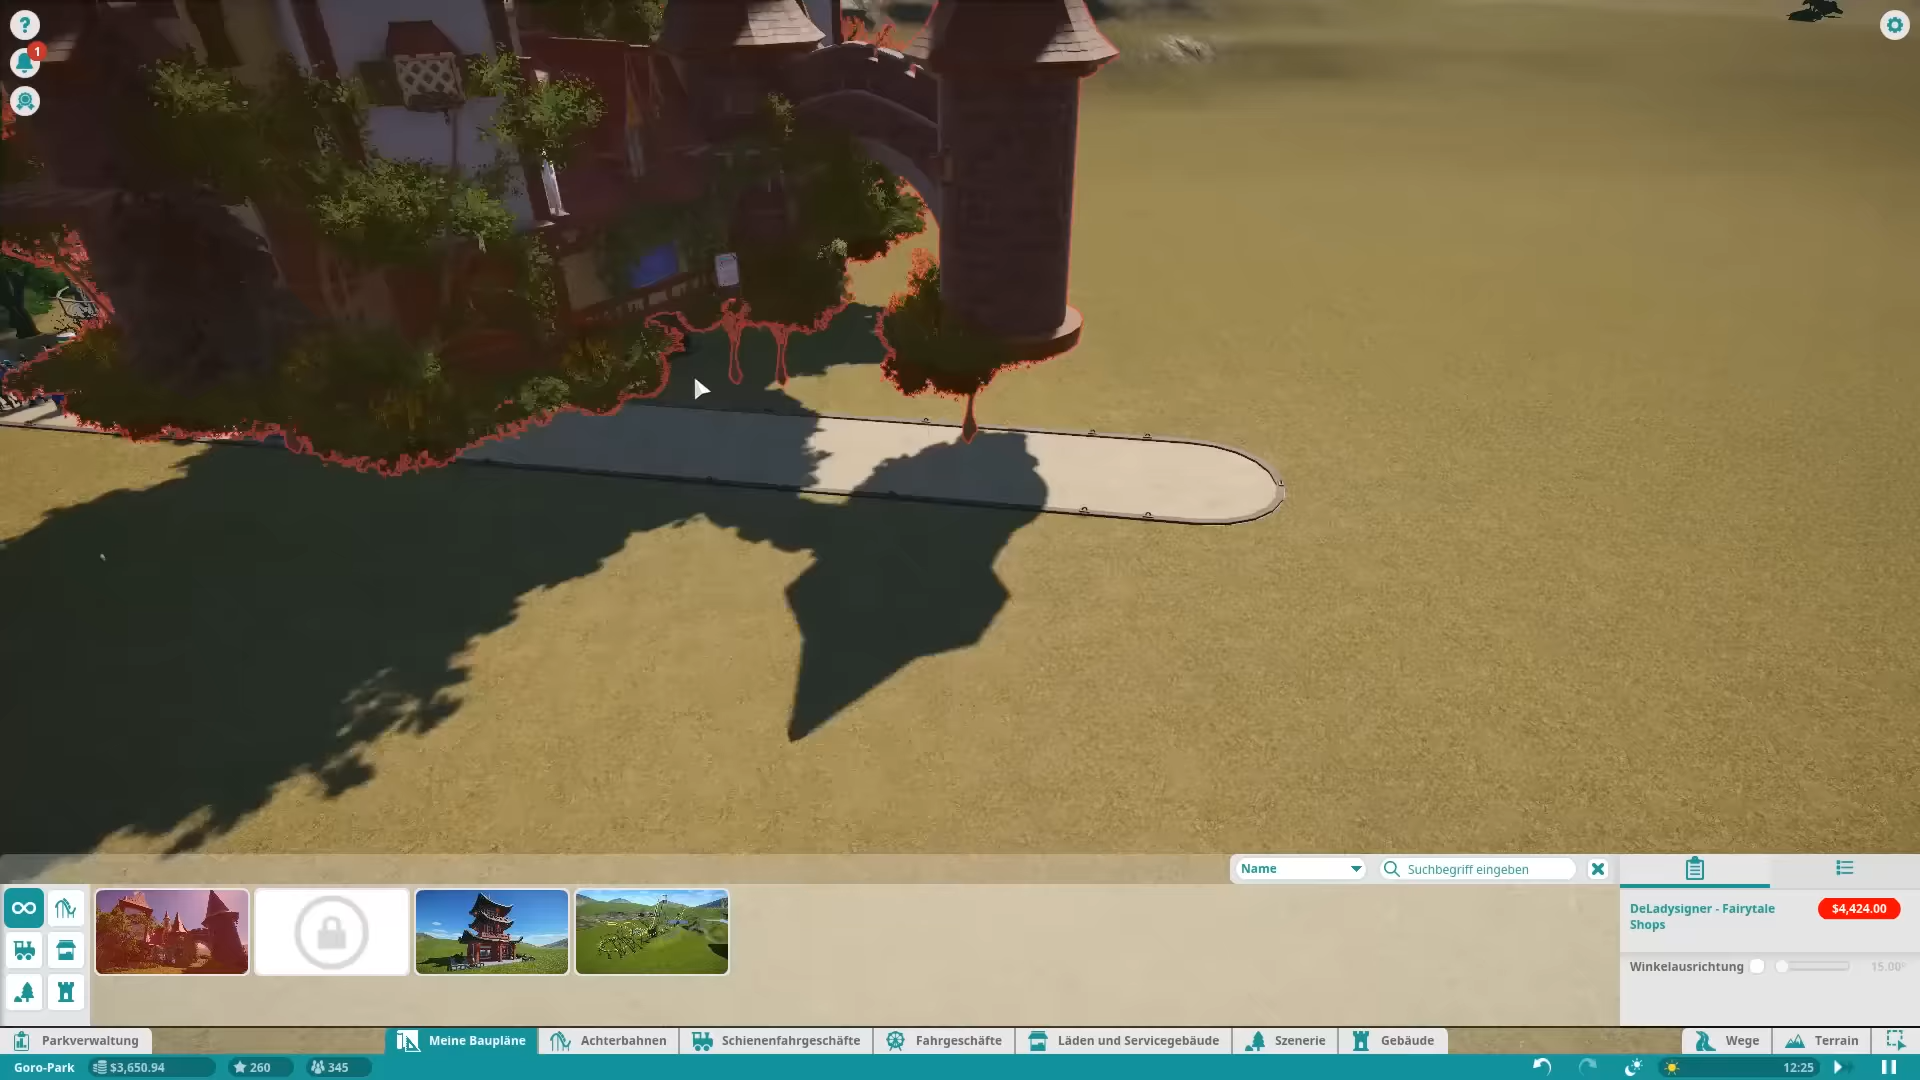 ?
1
Name
Suchbegriff eingeben
DeLadysigner - Fairytale
Shops
$4,424.00
Winkelausrichtung
15.00°
Parkverwaltung
Meine Baupläne
Achterbahnen
Schienenfahrgeschäfte
Fahrgeschäfte
Läden und Servicegebäude
Szenerie
Gebäude
Wege
Terrain
Goro-Park
$3,650.94
260
345
12:25